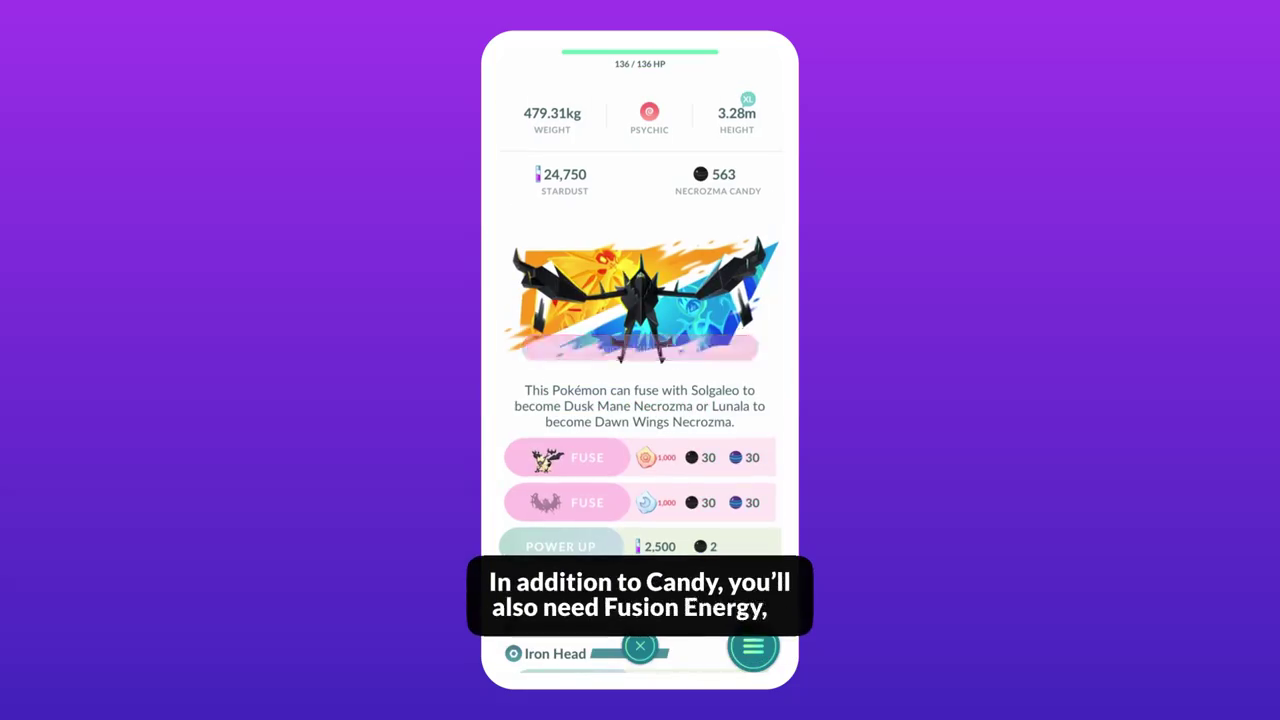 136 / 136 HP
XL
479.31kg
3.28m
WEIGHT
PSYCHIC
HEIGHT
24,750
563
STARDUST
NECROZMA CANDY
This Pokémon can fuse with Solgaleo to
become Dusk Mane Necrozma or Lunala to
become Dawn Wings Necrozma.
FUSE 1,000 30 30
FUSE 1,000 30 30
POWER UP 2,500 2
In addition to Candy, you’ll
also need Fusion Energy,
Iron Head